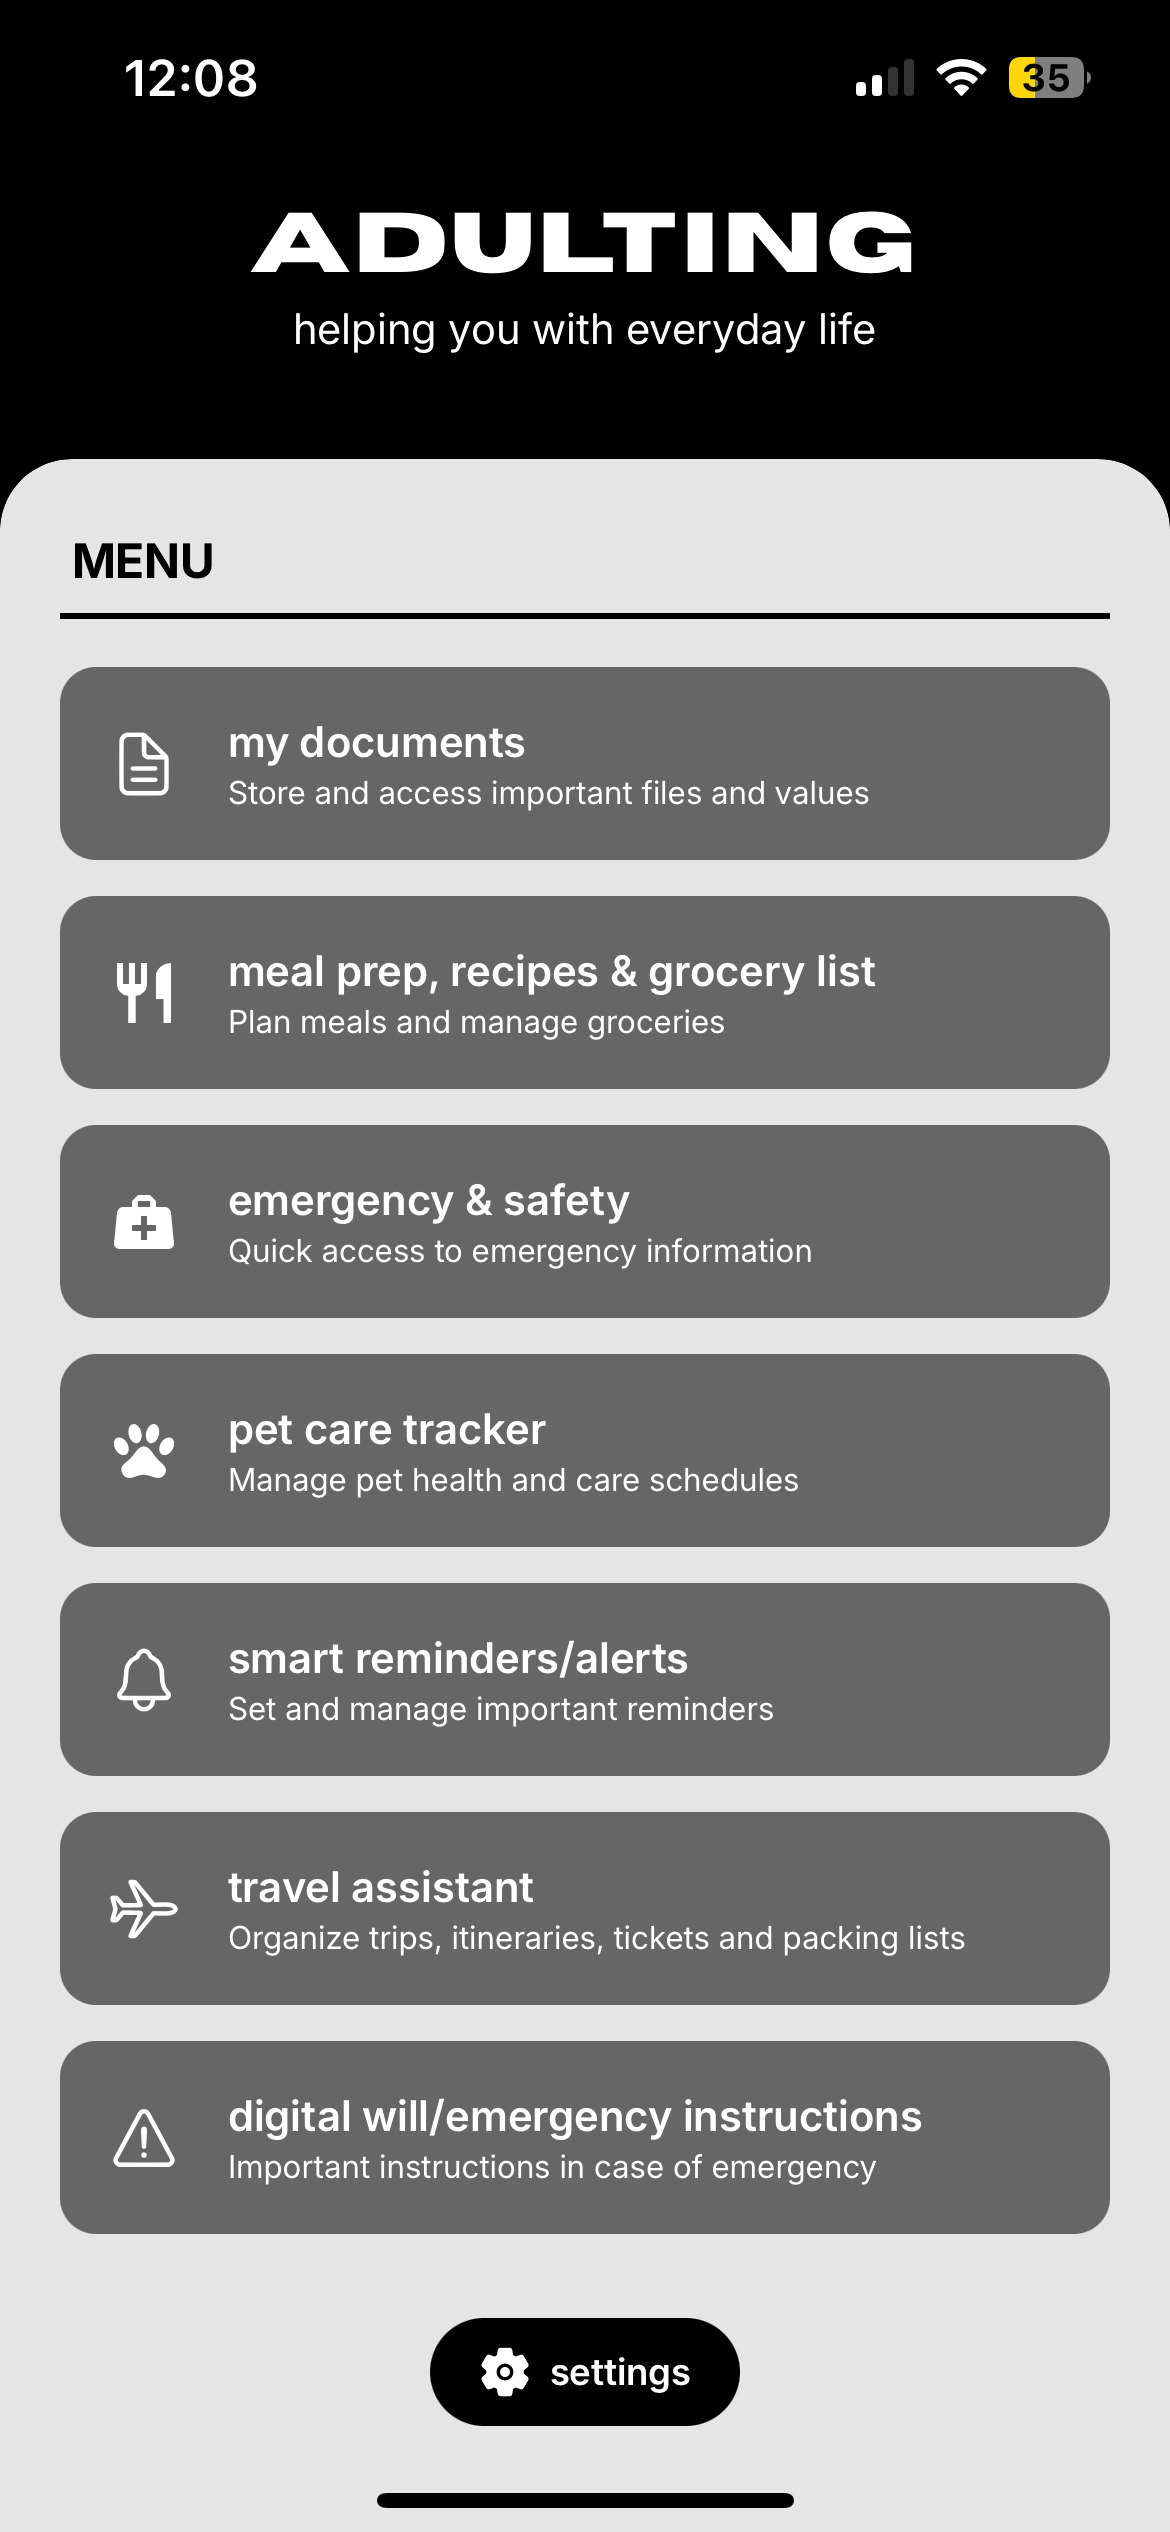 12:08
35
ADULTING
helping you with everyday life
MENU
my documents
Store and access important files and values
meal prep, recipes & grocery list
Plan meals and manage groceries
emergency & safety
Quick access to emergency information
pet care tracker
Manage pet health and care schedules
smart reminders/alerts
Set and manage important reminders
travel assistant
Organize trips, itineraries, tickets and packing lists
digital will/emergency instructions
Important instructions in case of emergency
settings